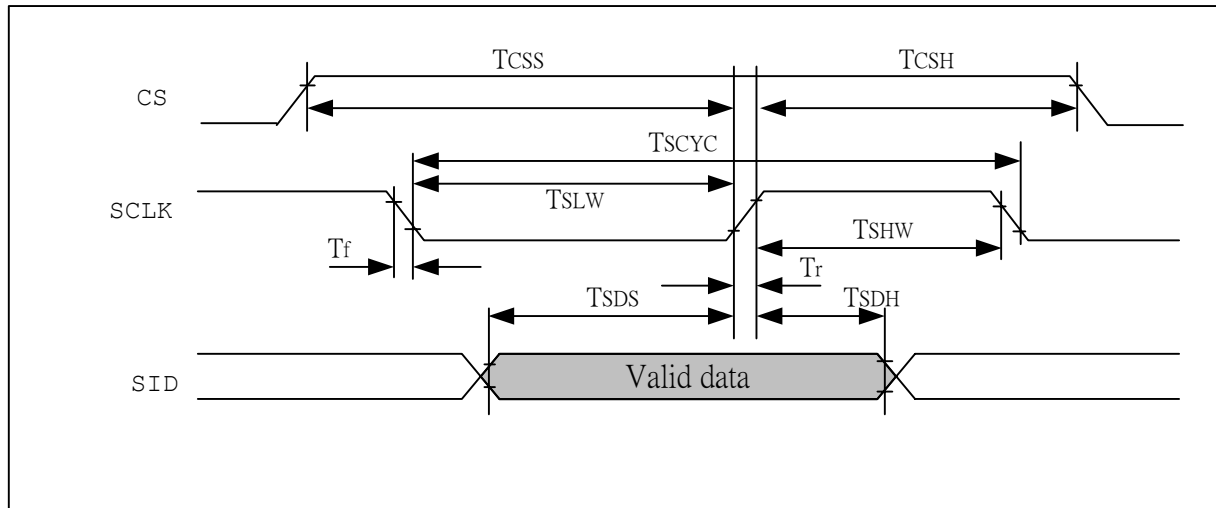 TCSS
TCSH
CS
TSCYC
TSLW
SCLK
TSHW
Tf
Tr
TSDS
TSDH
SID
Valid data